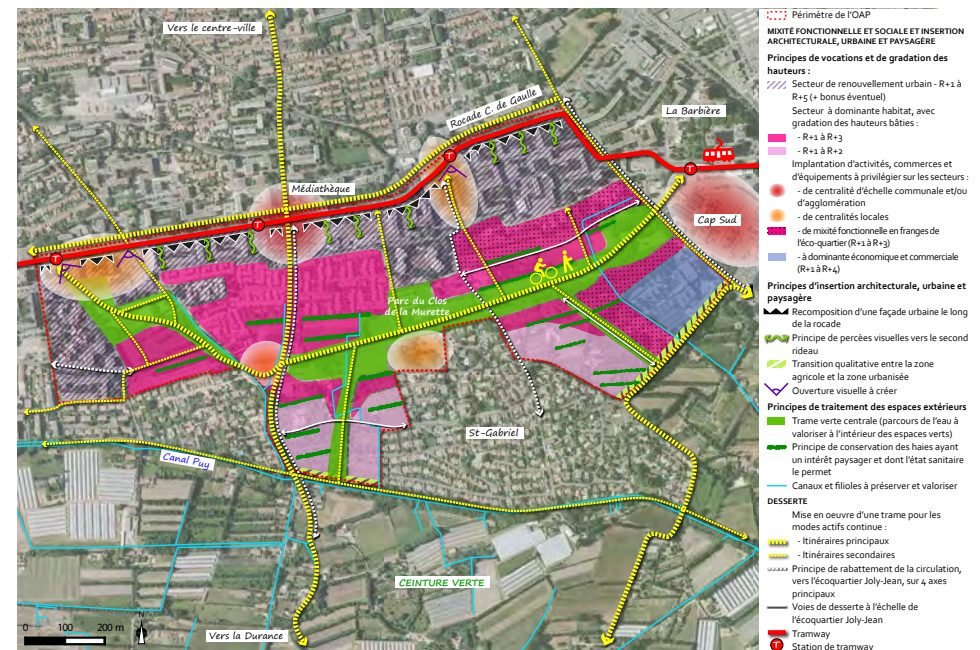 Vers le centre-ville
Rocade C. de Gaulle
La Barbière
Médiathèque
Cap Sud
Parc du Clos
de la Murette
St-Gabriel
Canal Puy
CEINTURE VERTE
Vers la Durance
0 100 200 m
N
T
T
T
T
Périmètre de l'OAP
MIXITÉ FONCTIONNELLE ET SOCIALE ET INSERTION
ARCHITECTURALE, URBAINE ET PAYSAGÈRE
Principes de vocations et de gradation des
hauteurs :
Secteur de renouvellement urbain - R+1 à
R+5 (+ bonus éventuel)
Secteur à dominante habitat, avec
gradation des hauteurs bâties :
- R+1 à R+3
- R+1 à R+2
Implantation d'activités, commerces et
d'équipements à privilégier sur les secteurs :
- de centralité d'échelle communale et/ou
d'agglomération
- de centralités locales
- de mixité fonctionnelle en franges de
l'éco-quartier (R+1 à R+3)
- à dominante économique et commerciale
(R+1 à R+4)
Principes d'insertion architecturale, urbaine et
paysagère
Recomposition d'une façade urbaine le long
de la rocade
Principe de percées visuelles vers le second
rideau
Transition qualitative entre la zone
agricole et la zone urbanisée
Ouverture visuelle à créer
Principes de traitement des espaces extérieurs
Trame verte centrale (parcours de l'eau à
valoriser à l'intérieur des espaces verts)
Principe de conservation des haies ayant
un intérêt paysager et dont l'état sanitaire
le permet
Canaux et filioles à préserver et valoriser
DESSERTE
Mise en oeuvre d'une trame pour les
modes actifs continue :
- Itinéraires principaux
- Itinéraires secondaires
Principe de rabattement de la circulation,
vers l'écoquartier Joly-Jean, sur 4 axes
principaux
Voies de desserte à l'échelle de
l'écoquartier Joly-Jean
Tramway
T Station de tramway